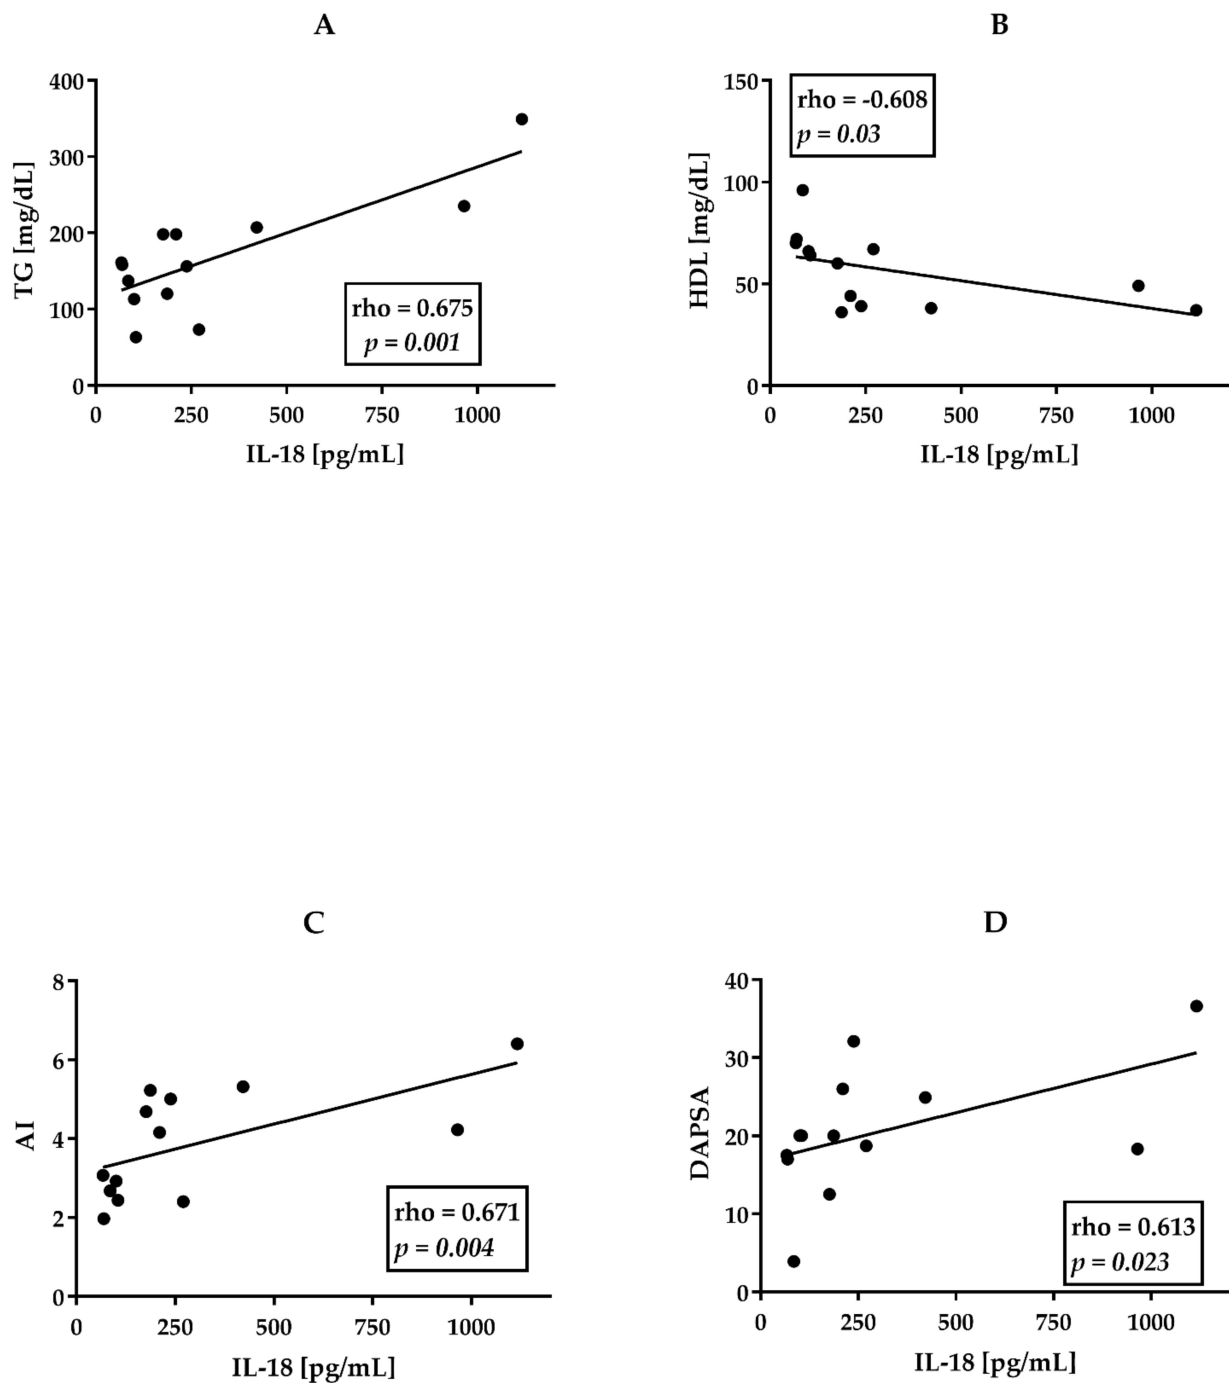 A
400
300
200
100
0
TG [mg/dL]
rho = 0.675
p = 0.001
0 250 500 750 1000
IL-18 [pg/mL]
B
150
100
50
0
HDL [mg/dL]
rho = -0.608
p = 0.03
0 250 500 750 1000
IL-18 [pg/mL]
C
8
6
4
2
0
AI
rho = 0.671
p = 0.004
0 250 500 750 1000
IL-18 [pg/mL]
D
40
30
20
10
0
DAPSA
rho = 0.613
p = 0.023
0 250 500 750 1000
IL-18 [pg/mL]